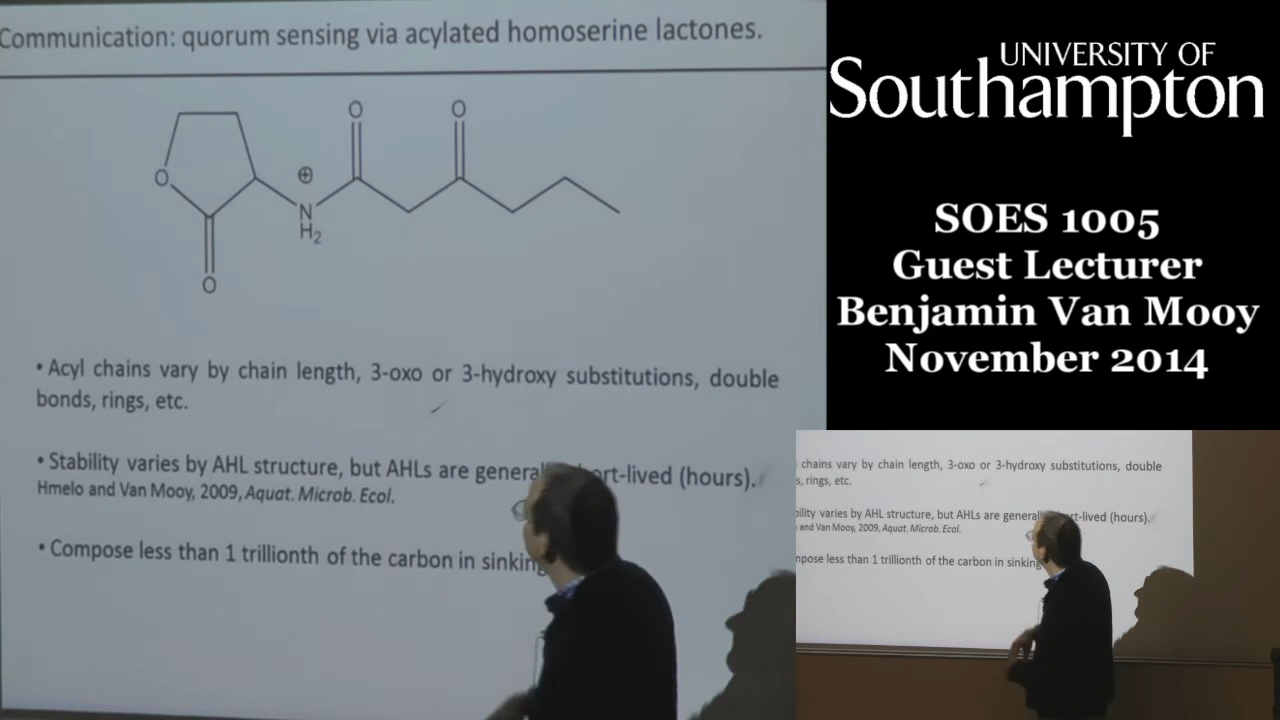 Communication: quorum sensing via acylated homoserine lactones.
O
O
O
⊕
N
H2
O
• Acyl chains vary by chain length, 3-oxo or 3-hydroxy substitutions, double
bonds, rings, etc.
• Stability varies by AHL structure, but AHLs are general rt-lived (hours).
Hmelo and Van Mooy, 2009, Aquat. Microb. Ecol.
• Compose less than 1 trillionth of the carbon in sinking
UNIVERSITY OF
Southampton
SOES 1005
Guest Lecturer
Benjamin Van Mooy
November 2014
chains vary by chain length, 3-oxo or 3-hydroxy substitutions, double
s, rings, etc.
bility varies by AHL structure, but AHLs are general rt-lived (hours).
and Van Mooy, 2009, Aquat. Microb. Ecol.
npose less than 1 trillionth of the carbon in sinking